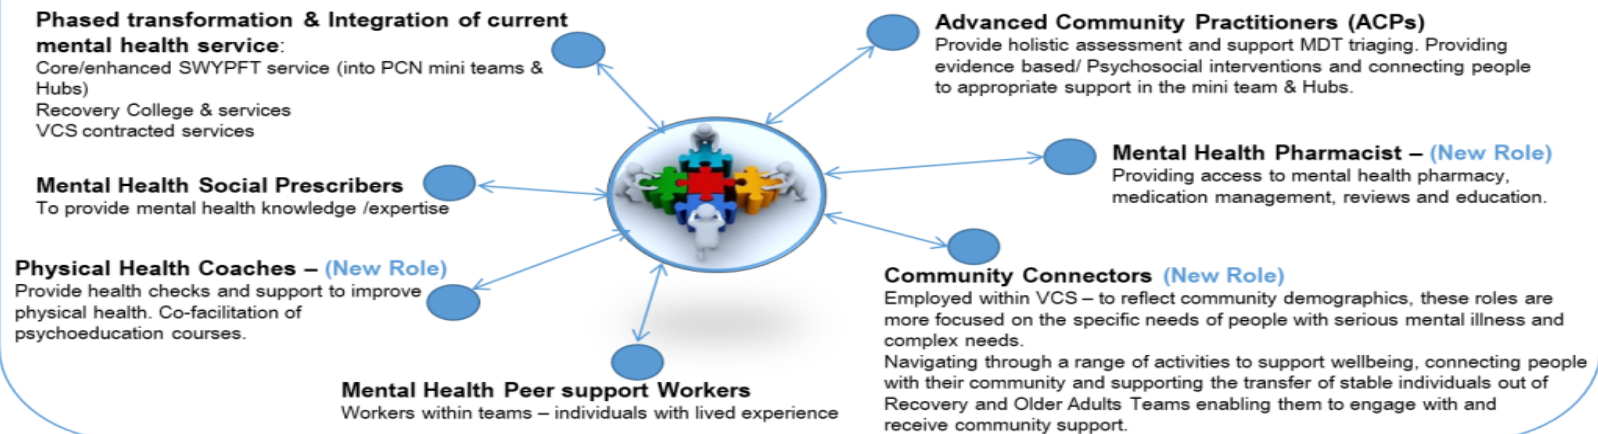 Phased transformation & Integration of current
mental health service:
Core/enhanced SWYPFT service (into PCN mini teams &
Hubs)
Recovery College & services
VCS contracted services
Mental Health Social Prescribers
To provide mental health knowledge /expertise
Physical Health Coaches – (New Role)
Provide health checks and support to improve
physical health. Co-facilitation of
psychoeducation courses.
Mental Health Peer support Workers
Workers within teams – individuals with lived experience
Advanced Community Practitioners (ACPs)
Provide holistic assessment and support MDT triaging. Providing
evidence based/ Psychosocial interventions and connecting people
to appropriate support in the mini team & Hubs.
Mental Health Pharmacist – (New Role)
Providing access to mental health pharmacy,
medication management, reviews and education.
Community Connectors (New Role)
Employed within VCS – to reflect community demographics, these roles are
more focused on the specific needs of people with serious mental illness and
complex needs.
Navigating through a range of activities to support wellbeing, connecting people
with their community and supporting the transfer of stable individuals out of
Recovery and Older Adults Teams enabling them to engage with and
receive community support.